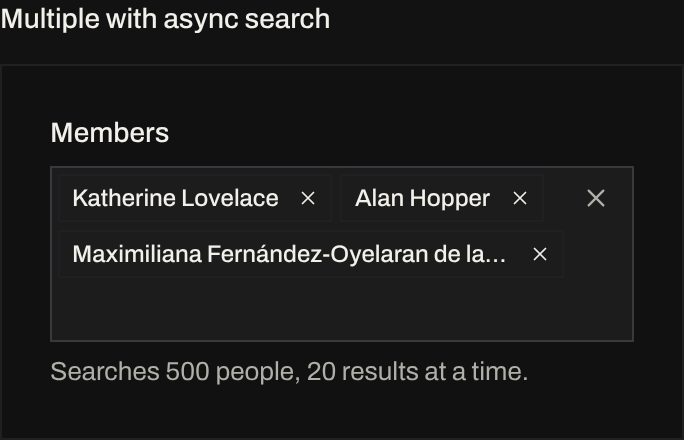 Multiple with async search
Members
Katherine Lovelace × Alan Hopper × ×
Maximiliana Fernández-Oyelaran de la... ×
Searches 500 people, 20 results at a time.